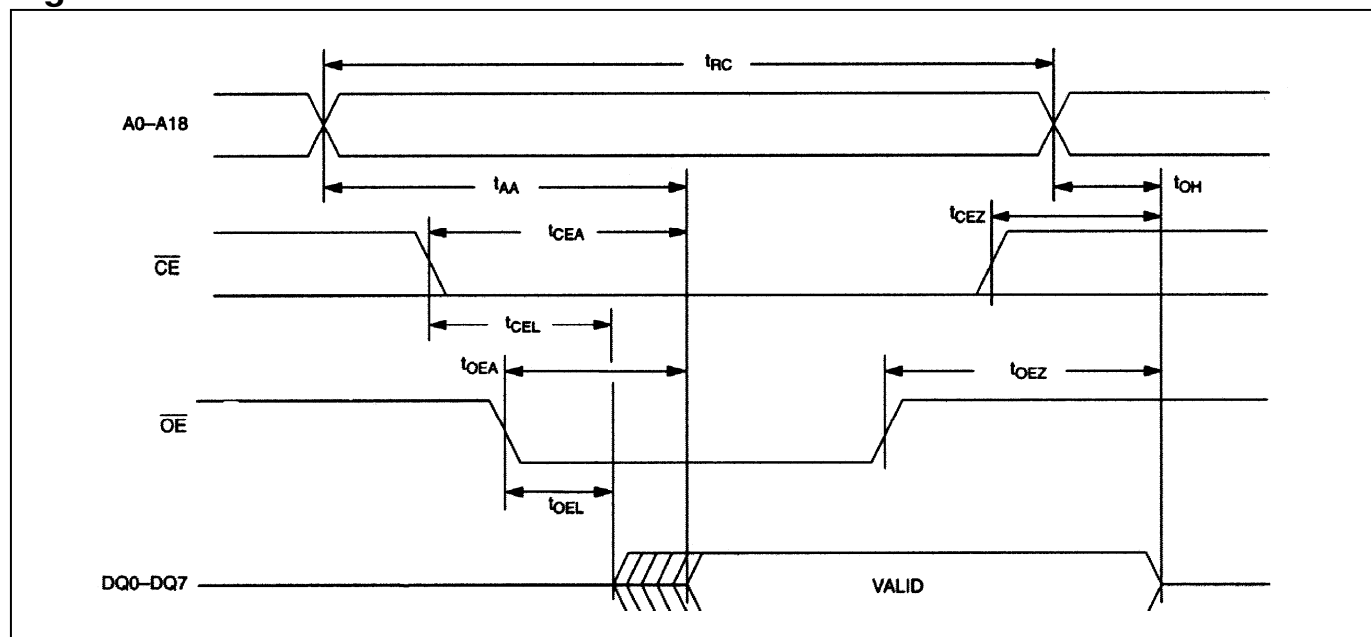 tRC
A0–A18
tAA
tOH
tCEZ
tCEA
CE
tCEL
tOEA
tOEZ
OE
tOEL
DQ0–DQ7
VALID